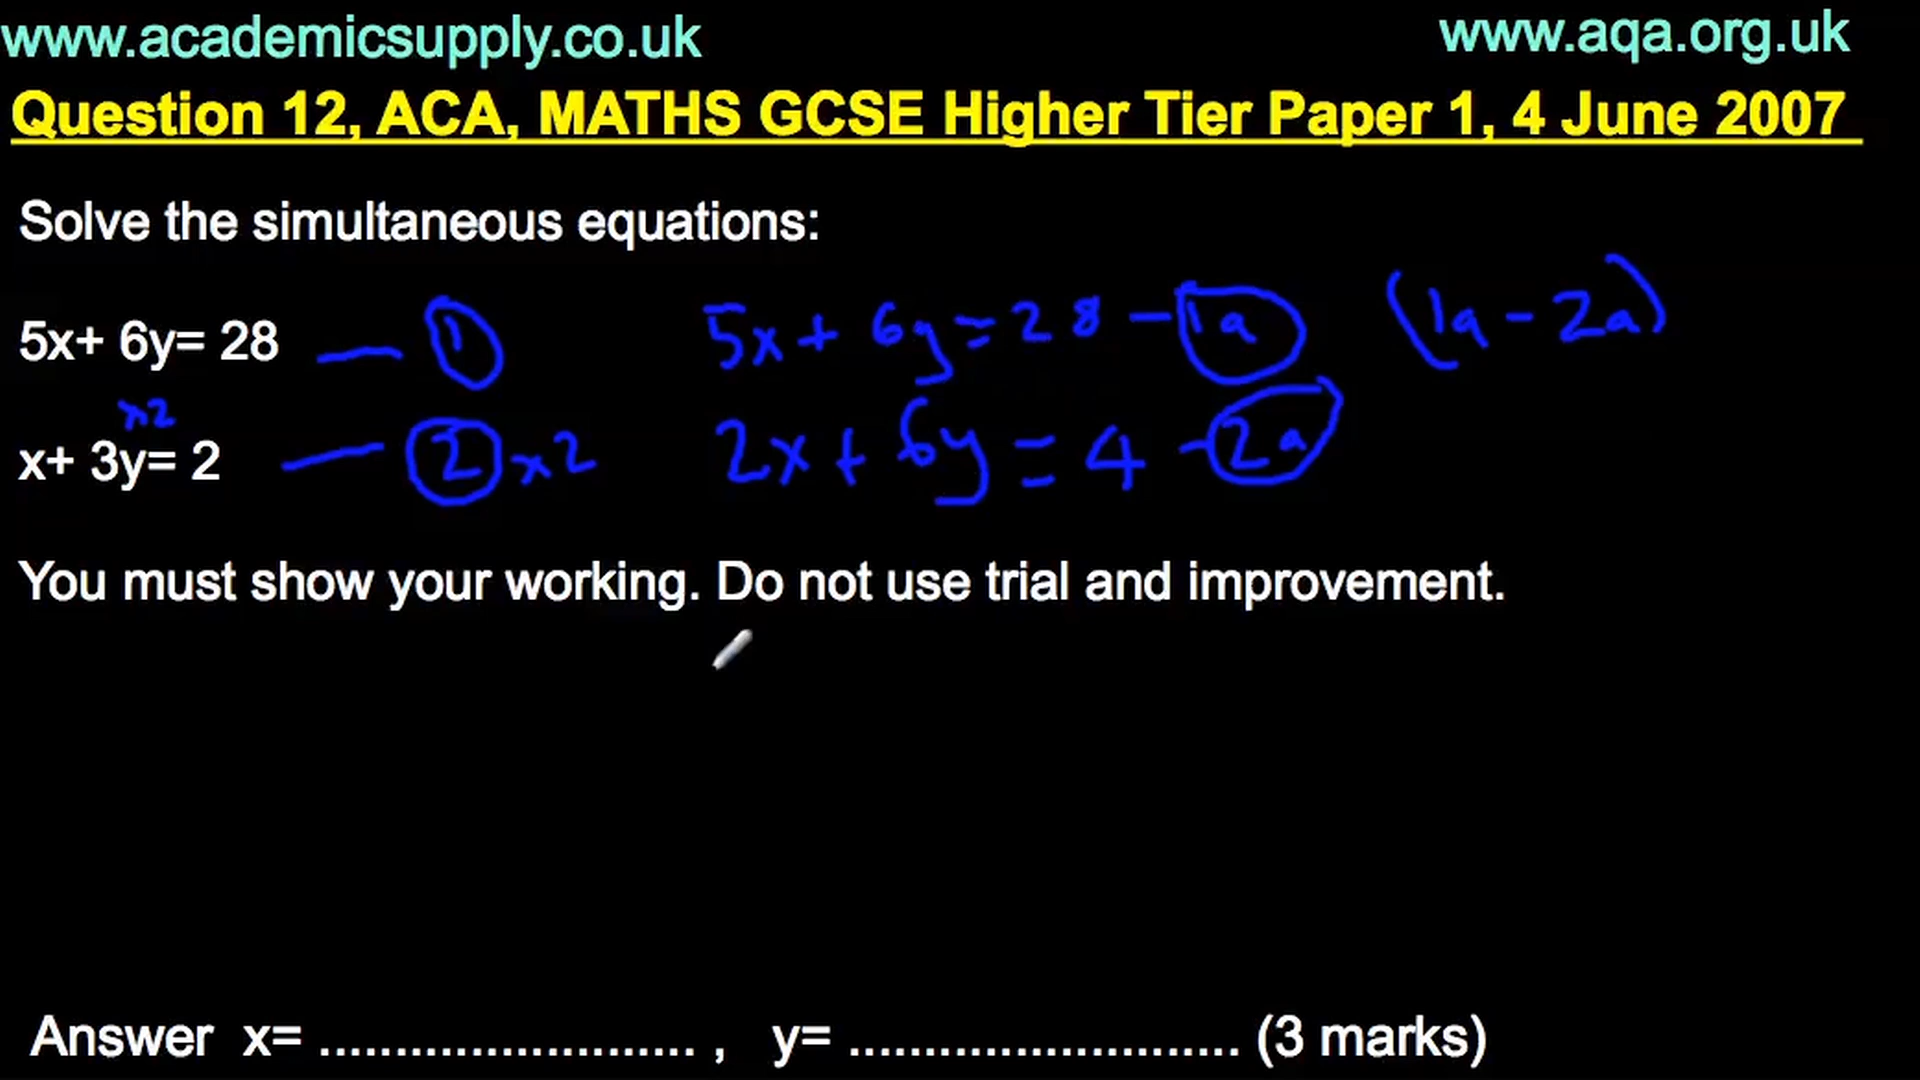 www.academicsupply.co.uk www.aqa.org.uk
Question 12, ACA, MATHS GCSE Higher Tier Paper 1, 4 June 2007
Solve the simultaneous equations:
5x+ 6y= 28 — 1 5x + 6y = 28 - 1a (1a - 2a)
x2
x+ 3y= 2 — 2 x2 2x + 6y = 4 - 2a
You must show your working. Do not use trial and improvement.
Answer x= ......................... , y= .......................... (3 marks)